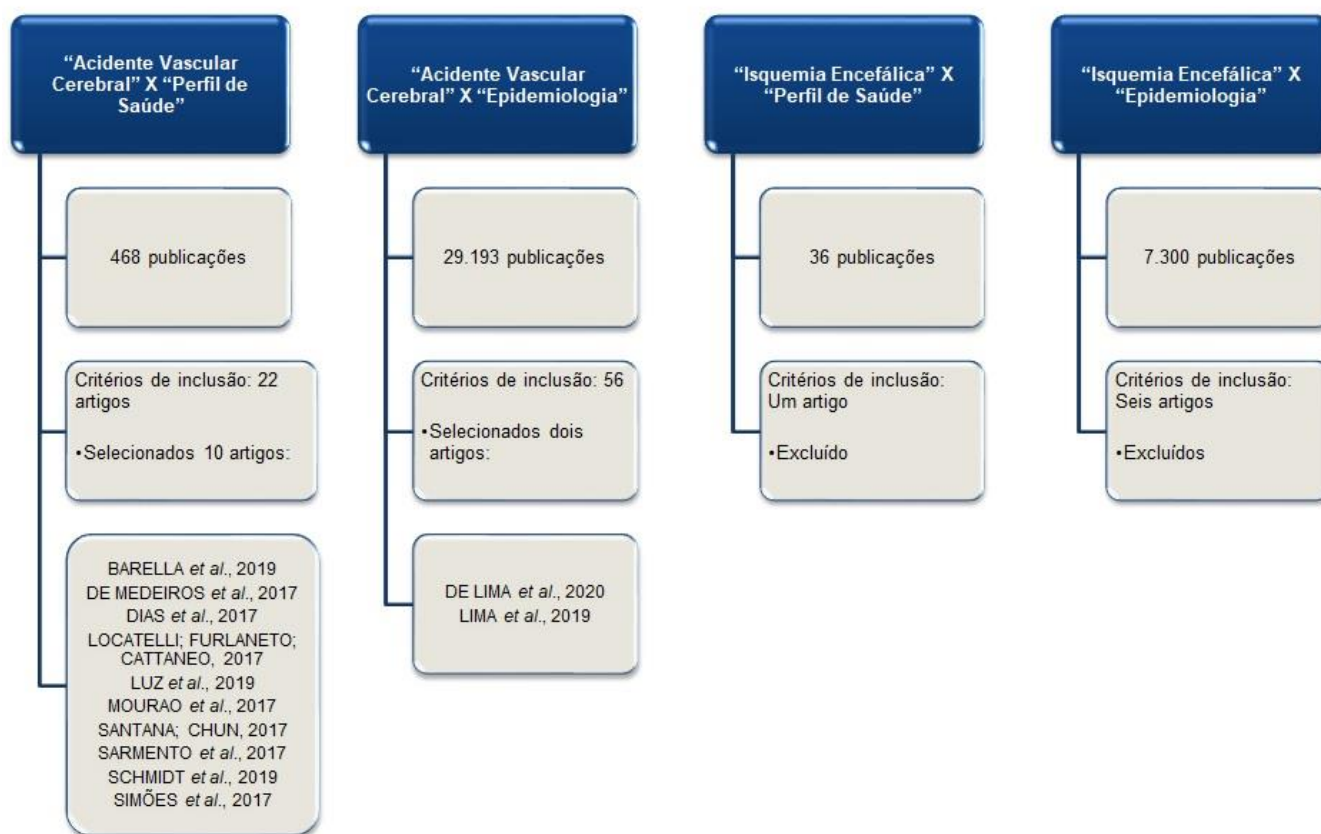 “Acidente Vascular
Cerebral” X “Perfil de
Saúde”
468 publicações
Critérios de inclusão: 22
artigos
•Selecionados 10 artigos:
BARELLA et al., 2019
DE MEDEIROS et al., 2017
DIAS et al., 2017
LOCATELLI; FURLANETO;
CATTANEO, 2017
LUZ et al., 2019
MOURAO et al., 2017
SANTANA; CHUN, 2017
SARMENTO et al., 2017
SCHMIDT et al., 2019
SIMÕES et al., 2017
“Acidente Vascular
Cerebral” X “Epidemiologia”
29.193 publicações
Critérios de inclusão: 56
•Selecionados dois
artigos:
DE LIMA et al., 2020
LIMA et al., 2019
“Isquemia Encefálica” X
“Perfil de Saúde”
36 publicações
Critérios de inclusão:
Um artigo
•Excluído
“Isquemia Encefálica” X
“Epidemiologia”
7.300 publicações
Critérios de inclusão:
Seis artigos
•Excluídos